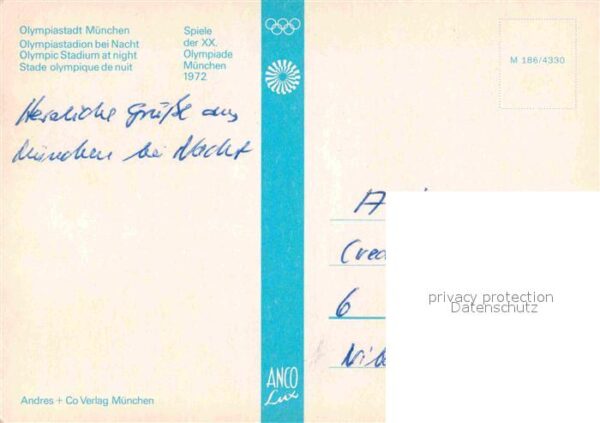 Olympiastadt München
Olympiastadion bei Nacht
Olympic Stadium at night
Stade olympique de nuit
Spiele
der XX.
Olympiade
München
1972
M 186/4330
Herzliche Grüße aus
München bei Nacht
6
privacy protection
Datenschutz
ANCO
Lux
Andres + Co Verlag München